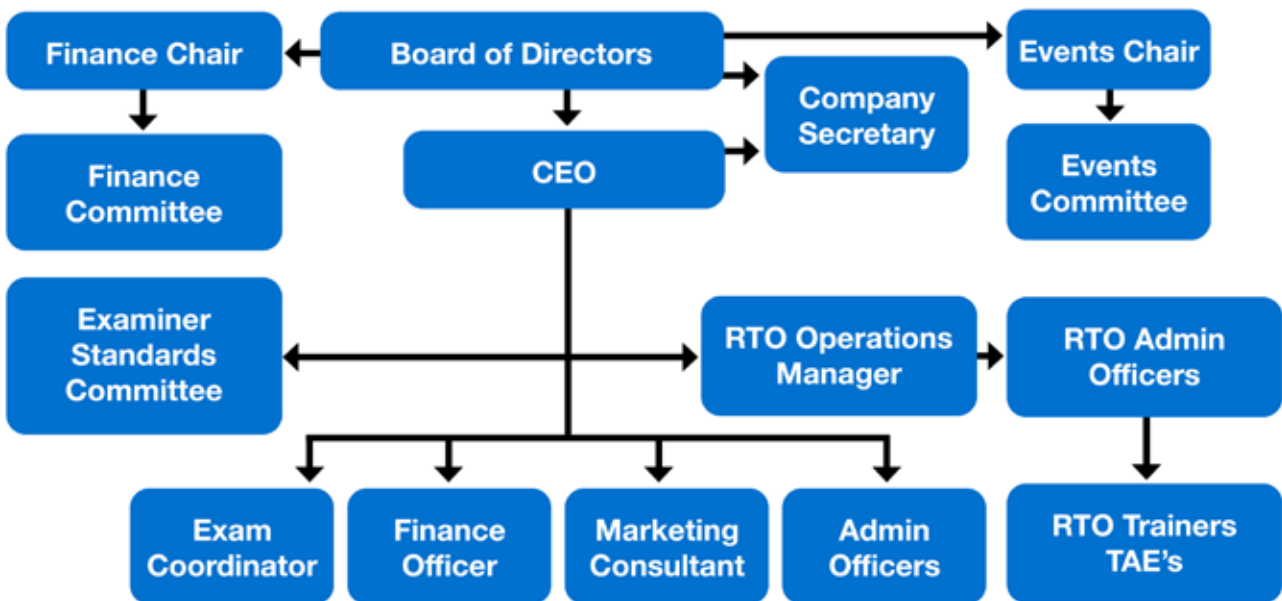 Finance Chair
Board of Directors
Events Chair
Company
Secretary
CEO
Finance
Committee
Events
Committee
Examiner
Standards
Committee
RTO Operations
Manager
RTO Admin
Officers
Exam
Coordinator
Finance
Officer
Marketing
Consultant
Admin
Officers
RTO Trainers
TAE’s